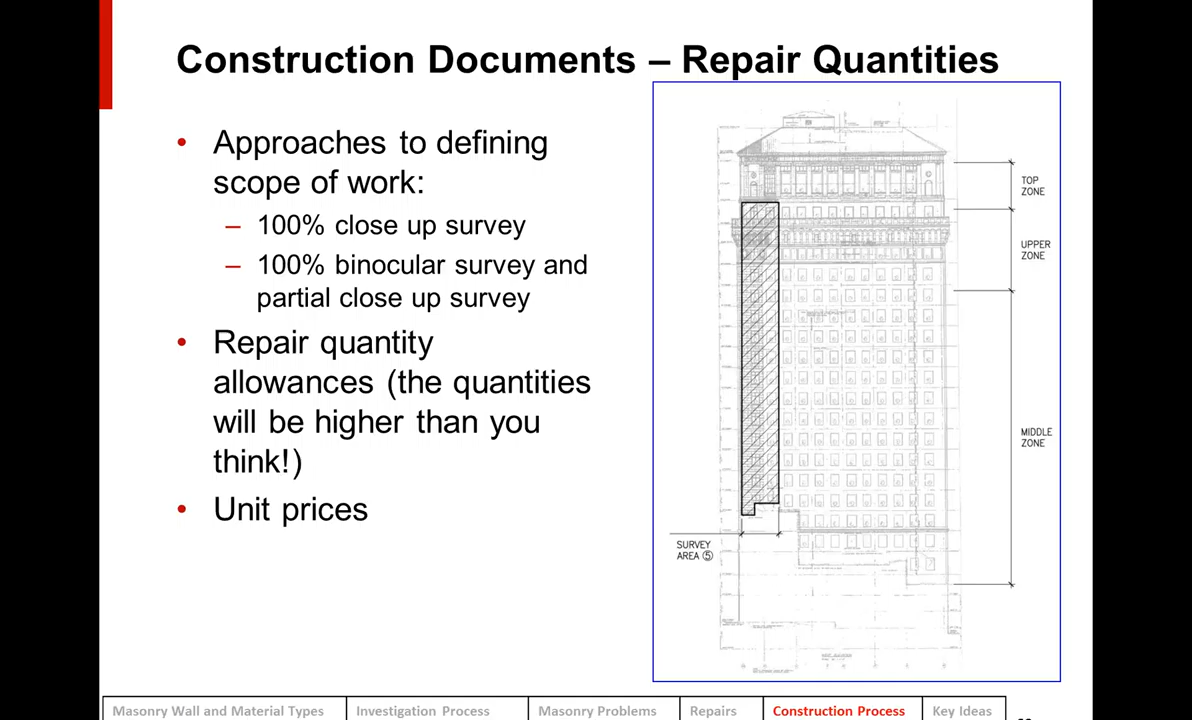 Construction Documents – Repair Quantities
• Approaches to defining
scope of work:
– 100% close up survey
– 100% binocular survey and
partial close up survey
• Repair quantity
allowances (the quantities
will be higher than you
think!)
• Unit prices
TOP
ZONE
UPPER
ZONE
MIDDLE
ZONE
SURVEY
AREA ⑤
Masonry Wall and Material Types
Investigation Process
Masonry Problems
Repairs
Construction Process
Key Ideas